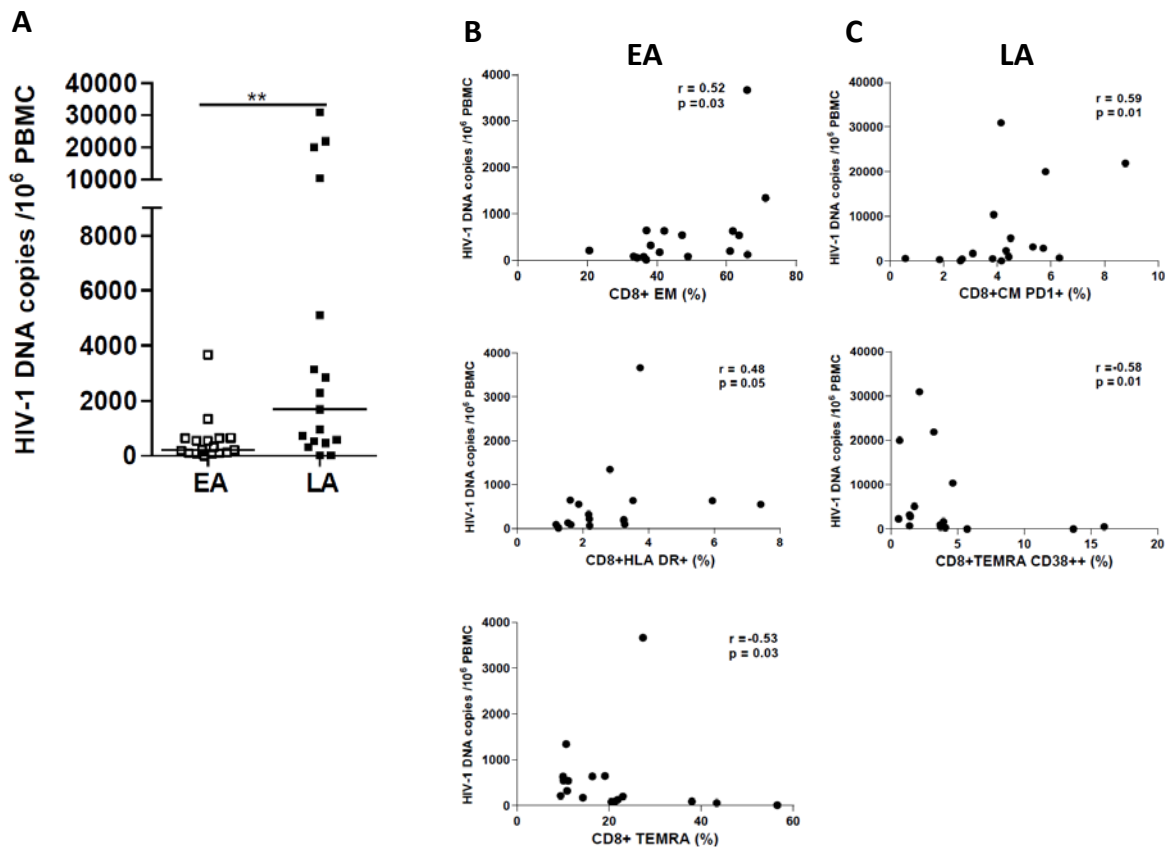 A
HIV-1 DNA copies /10⁶ PBMC
40000
30000
20000
10000
8000
6000
4000
2000
0
**
EA
LA
B
EA
HIV-1 DNA copies /10⁶ PBMC
4000
3000
2000
1000
0
r = 0.52
p = 0.03
0 20 40 60 80
CD8+ EM (%)
HIV-1 DNA copies /10⁶ PBMC
4000
3000
2000
1000
0
r = 0.48
p = 0.05
0 2 4 6 8
CD8+HLA DR+ (%)
HIV-1 DNA copies /10⁶ PBMC
4000
3000
2000
1000
0
r =-0.53
p = 0.03
0 20 40 60
CD8+ TEMRA (%)
C
LA
HIV-1 DNA copies /10⁶ PBMC
40000
30000
20000
10000
0
r = 0.59
p = 0.01
0 2 4 6 8 10
CD8+CM PD1+ (%)
HIV-1 DNA copies /10⁶ PBMC
40000
30000
20000
10000
0
r =-0.58
p = 0.01
0 5 10 15 20
CD8+TEMRA CD38++ (%)